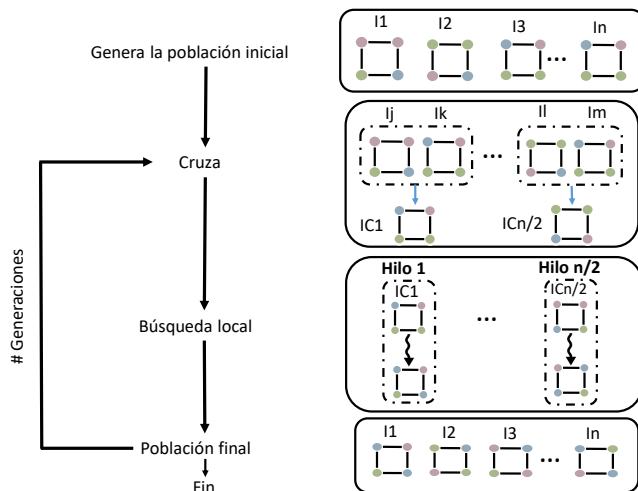 Genera la población inicial
I1 I2 I3 In
...
Cruza
Ij Ik Il Im
...
IC1 ICn/2
# Generaciones
Búsqueda local
Hilo 1 Hilo n/2
IC1 ICn/2
...
Población final
Fin
I1 I2 I3 In
...